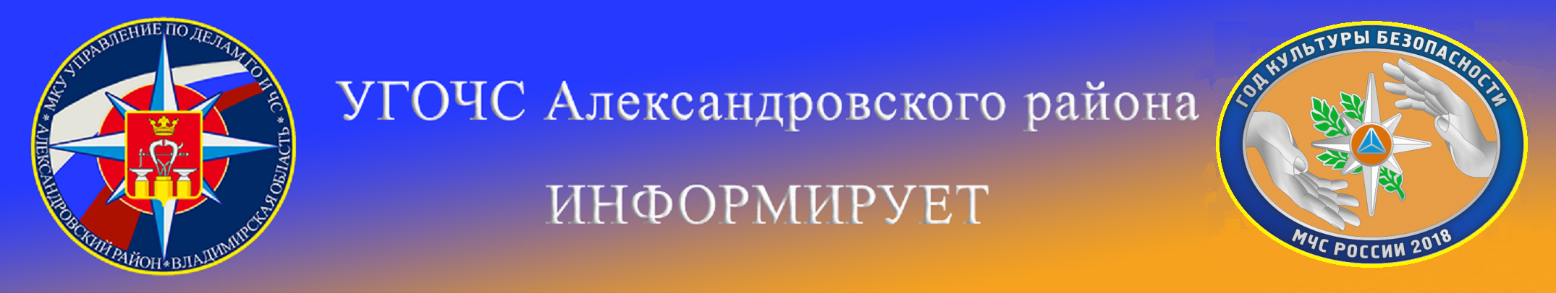 * МКУ УПРАВЛЕНИЕ ПО ДЕЛАМ ГО И ЧС *
АЛЕКСАНДРОВСКИЙ РАЙОН * ВЛАДИМИРСКАЯ ОБЛАСТЬ
УГОЧС Александровского района
ИНФОРМИРУЕТ
ГОД КУЛЬТУРЫ БЕЗОПАСНОСТИ
МЧС РОССИИ 2018